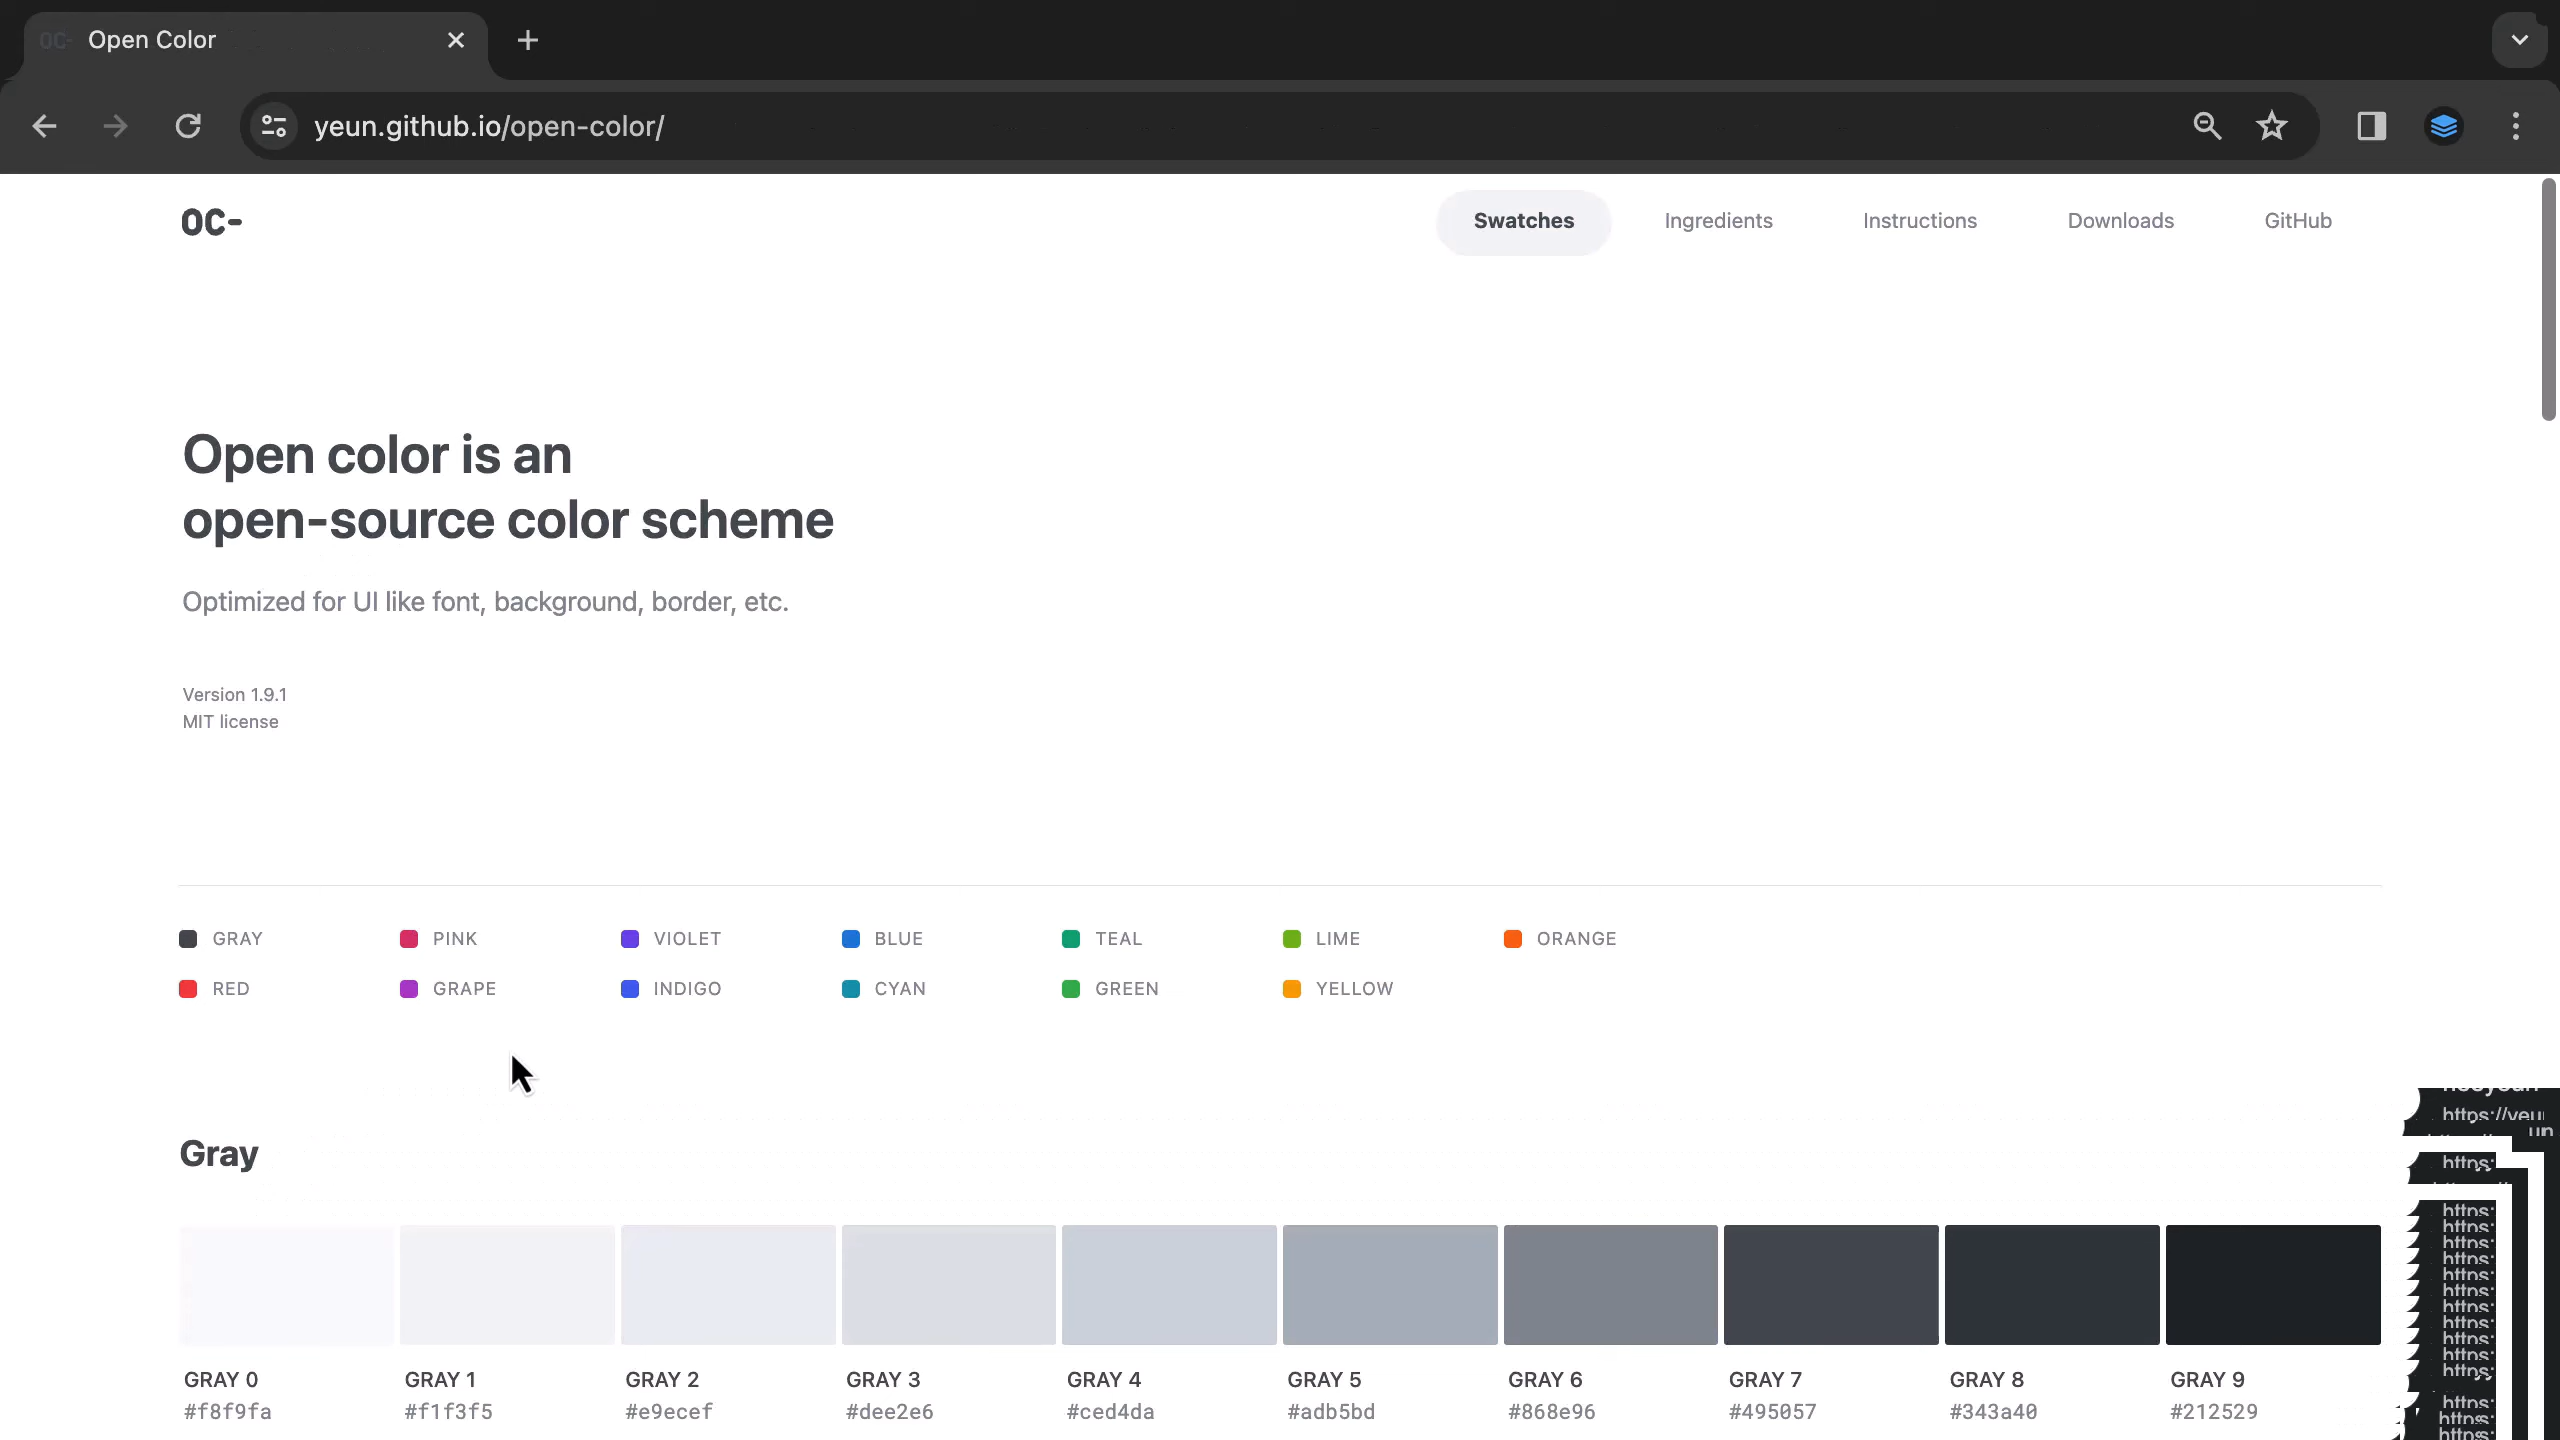 OC- Open Color
yeun.github.io/open-color/
OC-
Swatches Ingredients Instructions Downloads GitHub
Open color is an
open-source color scheme
Optimized for UI like font, background, border, etc.
Version 1.9.1
MIT license
GRAY PINK VIOLET BLUE TEAL LIME ORANGE
RED GRAPE INDIGO CYAN GREEN YELLOW
Gray
GRAY 0 GRAY 1 GRAY 2 GRAY 3 GRAY 4 GRAY 5 GRAY 6 GRAY 7 GRAY 8 GRAY 9
#f8f9fa #f1f3f5 #e9ecef #dee2e6 #ced4da #adb5bd #868e96 #495057 #343a40 #212529